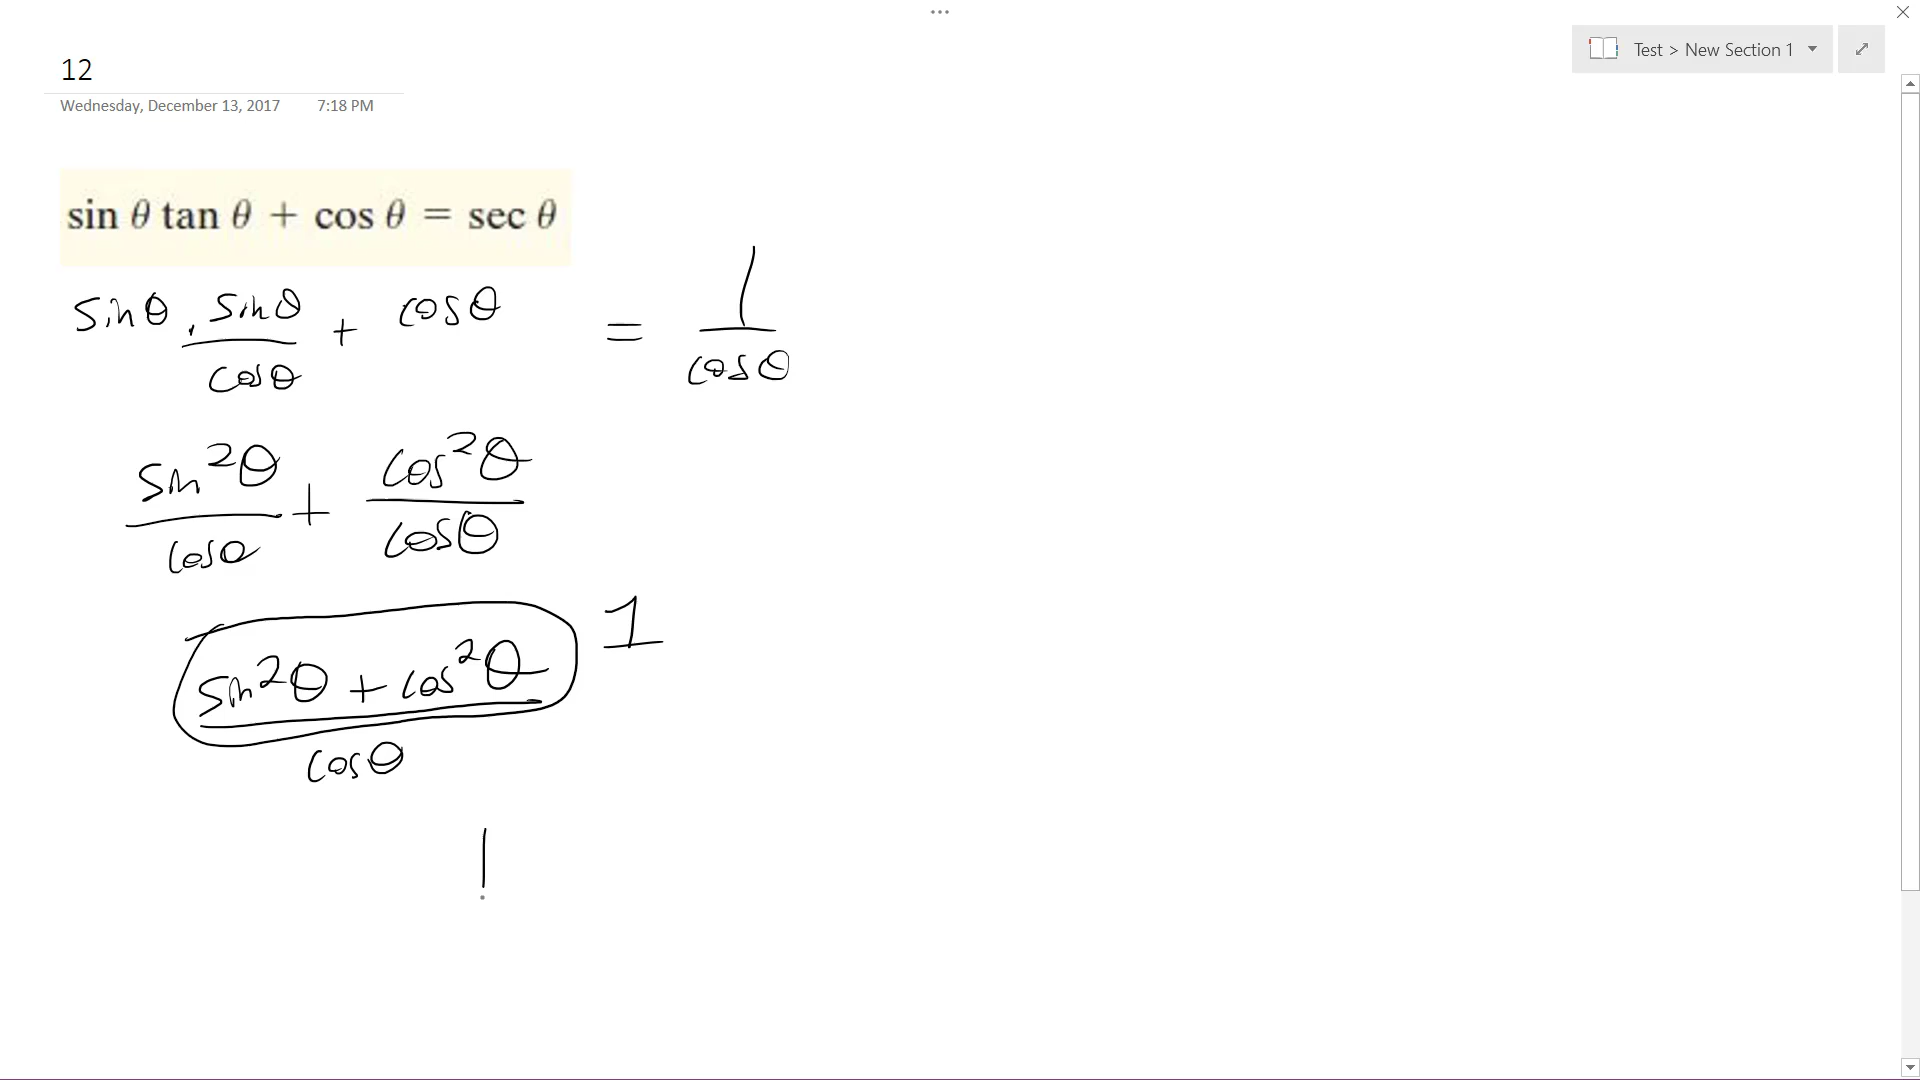 Test > New Section 1
12
Wednesday, December 13, 2017 7:18 PM
sin θ tan θ + cos θ = sec θ
sinθ . sinθ/cosθ + cosθ = 1/cosθ
sin²θ/cosθ + cos²θ/cosθ
sin²θ + cos²θ/cosθ 1
1